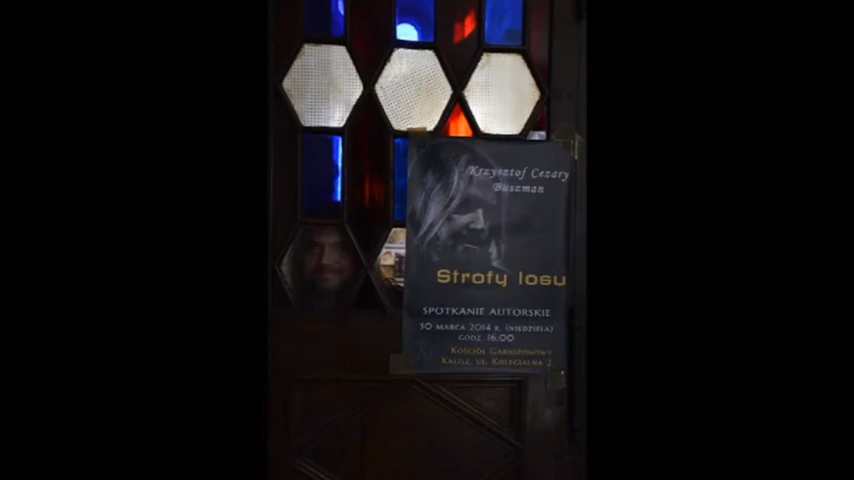 Krzysztof Cezary
Buszman
Strofy losu
SPOTKANIE AUTORSKIE
30 MARCA 2014 R. (NIEDZIELA)
GODZ. 16:00
KOŚCIÓŁ GARNIZONOWY
KALISZ, UL. KOLEGIALNA 2